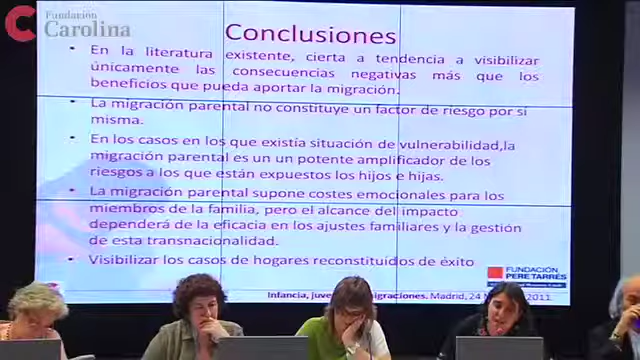 Fundación
Carolina
Conclusiones
• En la literatura existente, cierta a tendencia a visibilizar
únicamente las consecuencias negativas más que los
beneficios que pueda aportar la migración.
• La migración parental no constituye un factor de riesgo por sí
misma.
• En los casos en los que existía situación de vulnerabilidad,la
migración parental es un un potente amplificador de los
riesgos a los que están expuestos los hijos e hijas.
• La migración parental supone costes emocionales para los
miembros de la familia, pero el alcance del impacto
dependerá de la eficacia en los ajustes familiares y la gestión
de esta transnacionalidad.
• Visibilizar los casos de hogares reconstituidos de éxito
FUNDACIÓN
PERE TARRÉS
Infancia, migraciones. Madrid, 24 2011